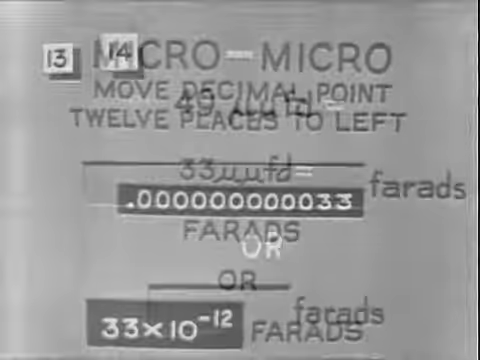 13 14 MICRO-MICRO
MOVE DECIMAL POINT
µµfd =
TWELVE PLACES TO LEFT
33µµfd=
farads
.000000000033
FARADS
OR
OR
farads
33×10⁻¹² FARADS